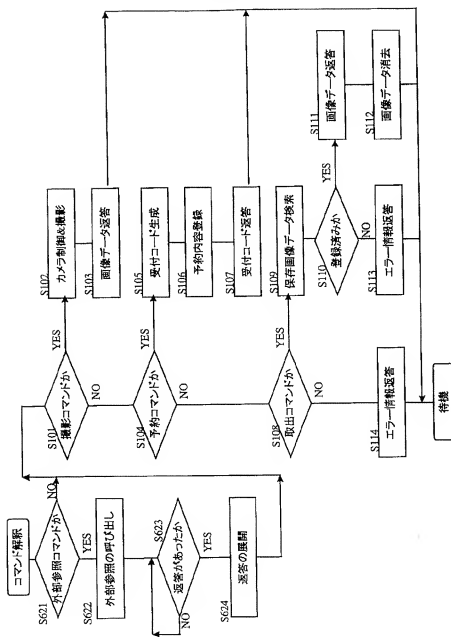 コマンド解釈
S621
外部参照コマンドか
NO
YES
S622
外部参照の呼び出し
S623
返答があったか
NO
YES
S624
返答の展開
S101
撮影コマンドか
YES
NO
S102
カメラ制御&撮影
S103
画像データ返答
S104
予約コマンドか
YES
NO
S105
受付コード生成
S106
予約内容登録
S107
受付コード返答
S108
取出コマンドか
YES
NO
S109
保存画像データ検索
S110
登録済みか
YES
NO
S111
画像データ返答
S112
画像データ消去
S113
エラー情報返答
S114
エラー情報返答
待機